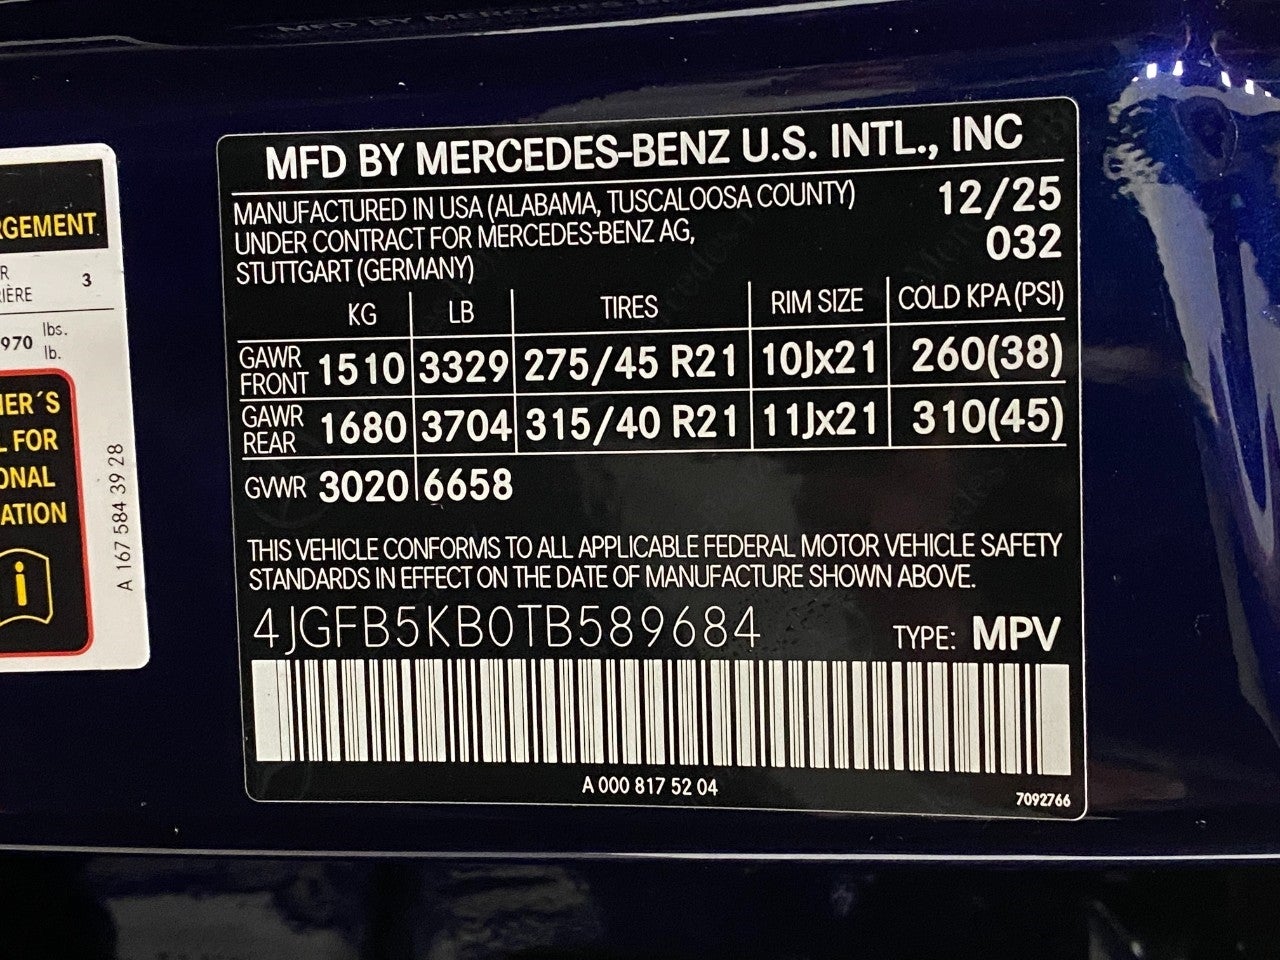 RGEMENT
R
IÈRE 3
970 lbs.
lb.
NER´S
L FOR
ONAL
ATION
i
A 167 584 39 28
MFD BY MERCEDES-BENZ U.S. INTL., INC
MANUFACTURED IN USA (ALABAMA, TUSCALOOSA COUNTY) 12/25
UNDER CONTRACT FOR MERCEDES-BENZ AG, 032
STUTTGART (GERMANY)
KG LB TIRES RIM SIZE COLD KPA (PSI)
GAWR FRONT 1510 3329 275/45 R21 10Jx21 260(38)
GAWR REAR 1680 3704 315/40 R21 11Jx21 310(45)
GVWR 3020 6658
THIS VEHICLE CONFORMS TO ALL APPLICABLE FEDERAL MOTOR VEHICLE SAFETY
STANDARDS IN EFFECT ON THE DATE OF MANUFACTURE SHOWN ABOVE.
4JGFB5KB0TB589684 TYPE: MPV
A 000 817 52 04
7092766